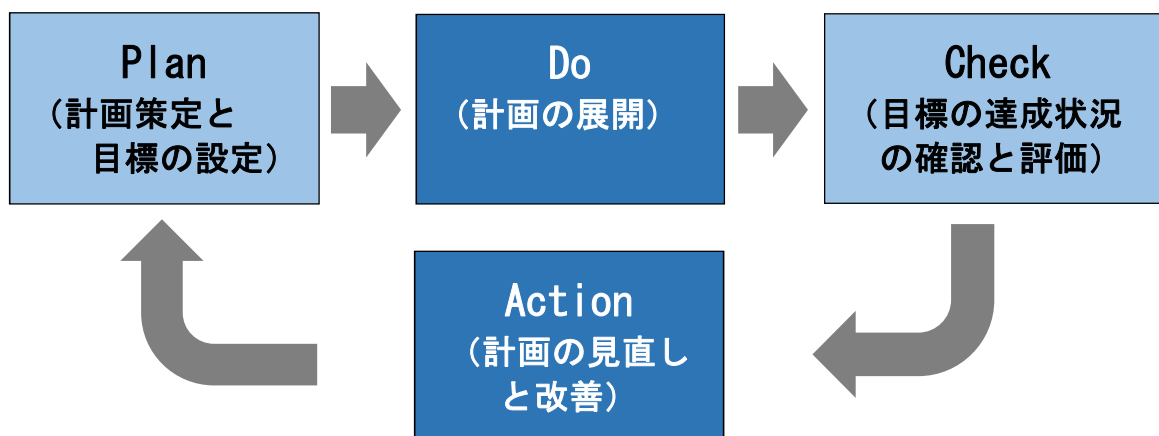 Plan
（計画策定と
目標の設定）
Do
（計画の展開）
Check
（目標の達成状況
の確認と評価）
Action
（計画の見直し
と改善）